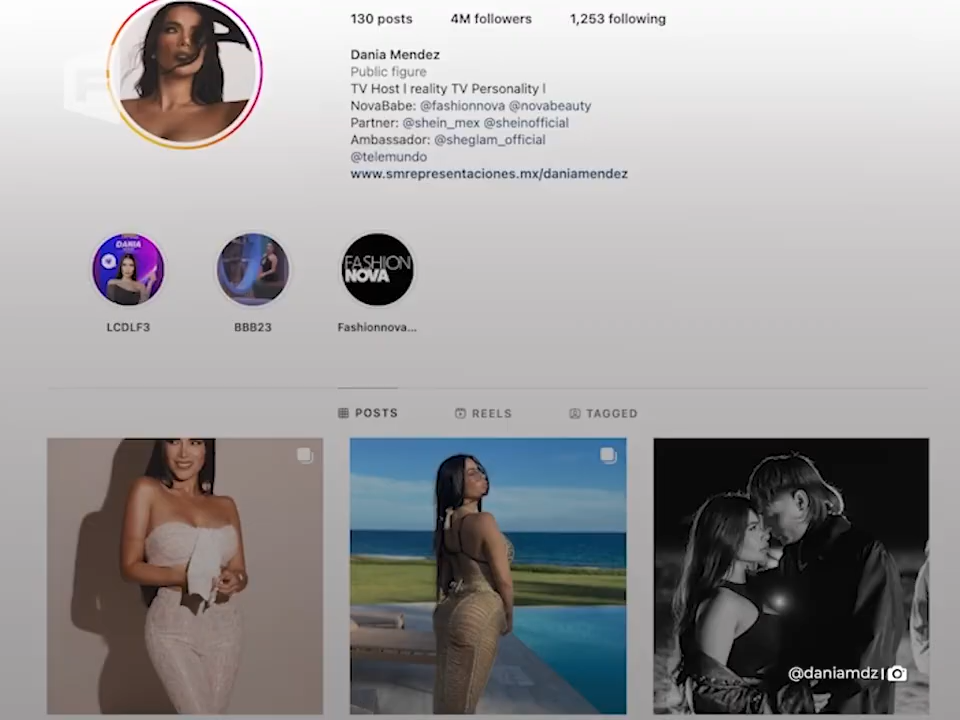 130 posts 4M followers 1,253 following
Dania Mendez
Public figure
TV Host l reality TV Personality l
NovaBabe: @fashionnova @novabeauty
Partner: @shein_mex @sheinofficial
Ambassador: @sheglam_official
@telemundo
www.smrepresentaciones.mx/daniamendez
DANIA
FASHION
NOVA
LCDLF3 BBB23 Fashionnova...
POSTS REELS TAGGED
@daniamdz |